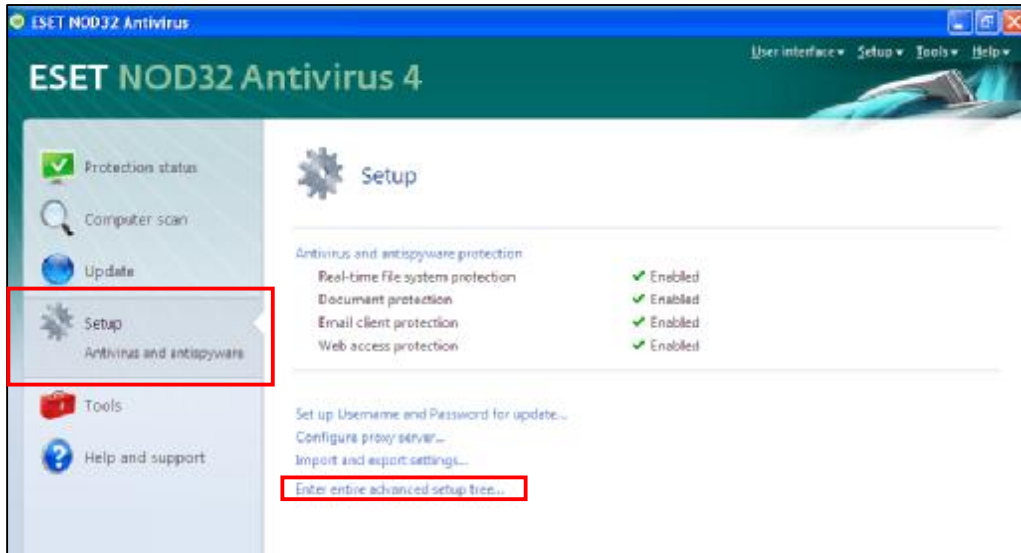 ESET NOD32 Antivirus
User interface Setup Tools Help
ESET NOD32 Antivirus 4
Protection status
Computer scan
Update
Setup
Antivirus and antispyware
Tools
Help and support
Setup
Antivirus and antispyware protection
Real-time file system protection Enabled
Document protection Enabled
Email client protection Enabled
Web access protection Enabled
Set up Username and Password for update...
Configure proxy server...
Import and export settings...
Enter entire advanced setup tree...